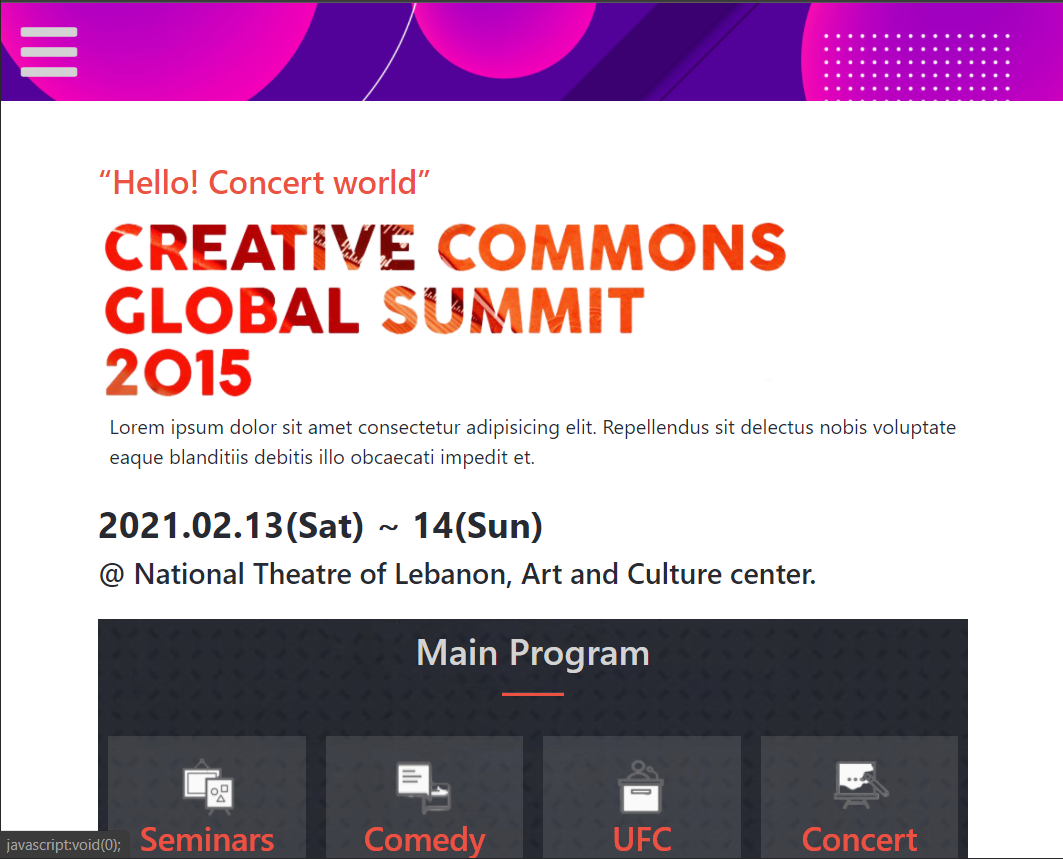 “Hello! Concert world”
CREATIVE COMMONS
GLOBAL SUMMIT
2015
Lorem ipsum dolor sit amet consectetur adipisicing elit. Repellendus sit delectus nobis voluptate
eaque blanditiis debitis illo obcaecati impedit et.
2021.02.13(Sat) ~ 14(Sun)
@ National Theatre of Lebanon, Art and Culture center.
Main Program
Seminars Comedy UFC Concert
javascript:void(0);